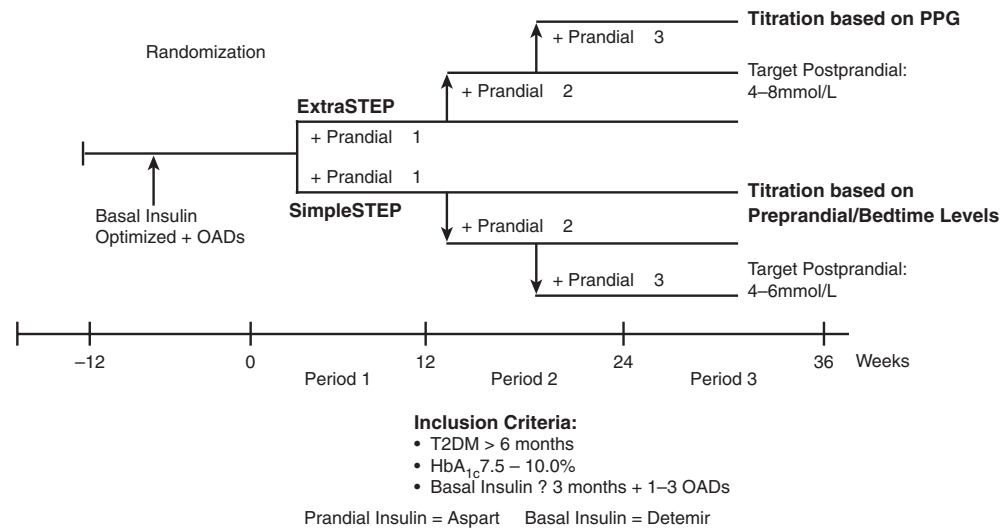 Randomization
Basal Insulin
Optimized + OADs
ExtraSTEP
+ Prandial 1
+ Prandial 2
+ Prandial 3
Titration based on PPG
Target Postprandial:
4–8mmol/L
+ Prandial 1
SimpleSTEP
+ Prandial 2
+ Prandial 3
Titration based on
Preprandial/Bedtime Levels
Target Postprandial:
4–6mmol/L
–12 0 12 24 36 Weeks
Period 1 Period 2 Period 3
Inclusion Criteria:
• T2DM > 6 months
• HbA1c7.5 – 10.0%
• Basal Insulin ? 3 months + 1–3 OADs
Prandial Insulin = Aspart Basal Insulin = Detemir